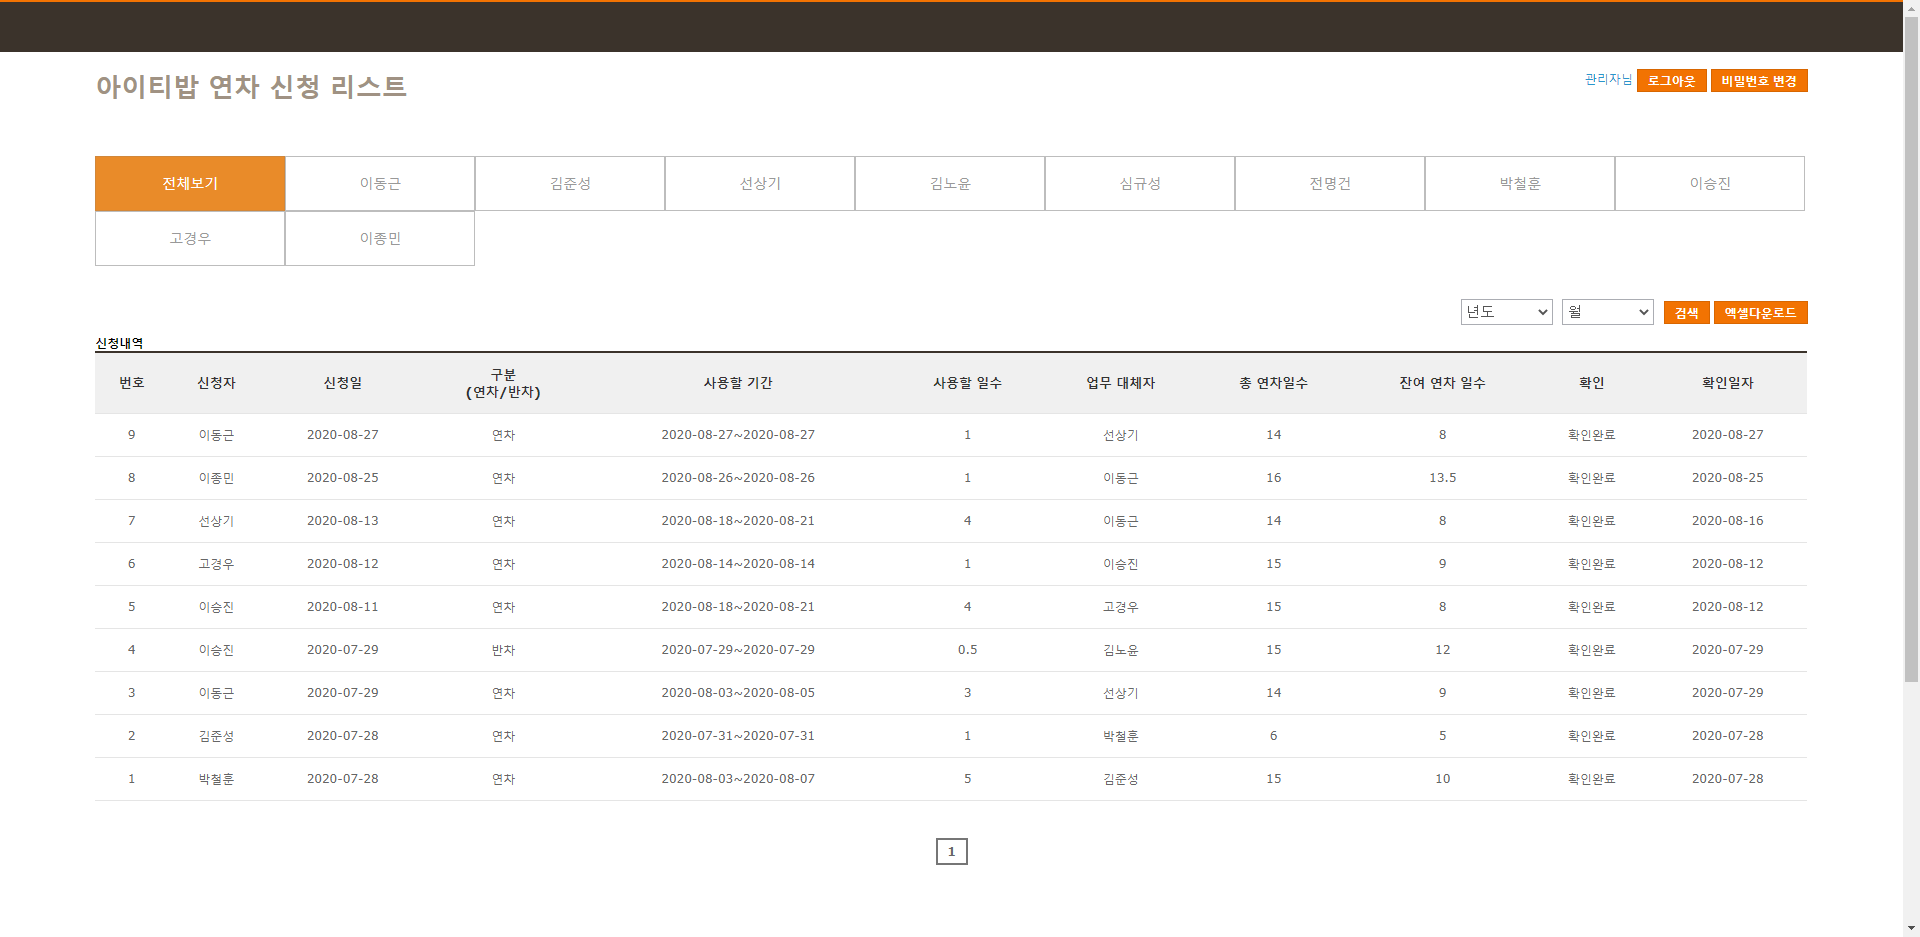 아이티밥 연차 신청 리스트
관리자님 로그아웃 비밀번호 변경
전체보기 이동근 김준성 선상기 김노윤 심규성 전명건 박철훈 이승진
고경우 이종민
년도 월 검색 엑셀다운로드
신청내역
번호 신청자 신청일 구분 (연차/반차) 사용할 기간 사용할 일수 업무 대체자 총 연차일수 잔여 연차 일수 확인 확인일자
9 이동근 2020-08-27 연차 2020-08-27~2020-08-27 1 선상기 14 8 확인완료 2020-08-27
8 이종민 2020-08-25 연차 2020-08-26~2020-08-26 1 이동근 16 13.5 확인완료 2020-08-25
7 선상기 2020-08-13 연차 2020-08-18~2020-08-21 4 이동근 14 8 확인완료 2020-08-16
6 고경우 2020-08-12 연차 2020-08-14~2020-08-14 1 이승진 15 9 확인완료 2020-08-12
5 이승진 2020-08-11 연차 2020-08-18~2020-08-21 4 고경우 15 8 확인완료 2020-08-12
4 이승진 2020-07-29 반차 2020-07-29~2020-07-29 0.5 김노윤 15 12 확인완료 2020-07-29
3 이동근 2020-07-29 연차 2020-08-03~2020-08-05 3 선상기 14 9 확인완료 2020-07-29
2 김준성 2020-07-28 연차 2020-07-31~2020-07-31 1 박철훈 6 5 확인완료 2020-07-28
1 박철훈 2020-07-28 연차 2020-08-03~2020-08-07 5 김준성 15 10 확인완료 2020-07-28
1